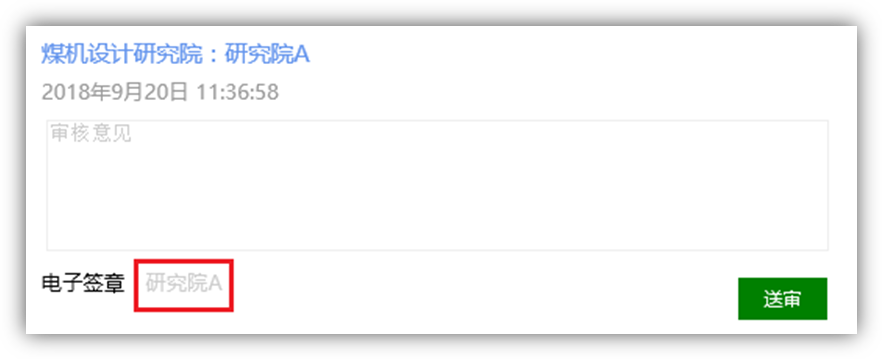 煤机设计研究院：研究院A
2018年9月20日 11:36:58
审核意见
电子签章 研究院A
送审